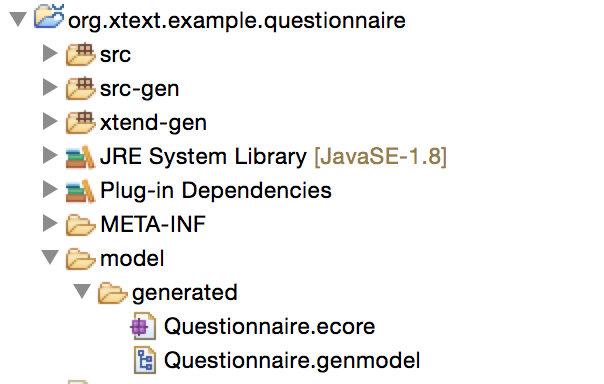 org.xtext.example.questionnaire
src
src-gen
xtend-gen
JRE System Library [JavaSE-1.8]
Plug-in Dependencies
META-INF
model
generated
Questionnaire.ecore
Questionnaire.genmodel